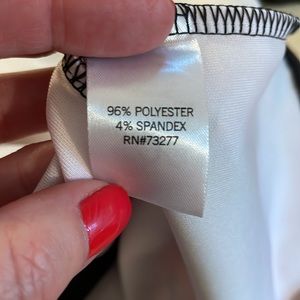 96% POLYESTER
4% SPANDEX
RN#73277